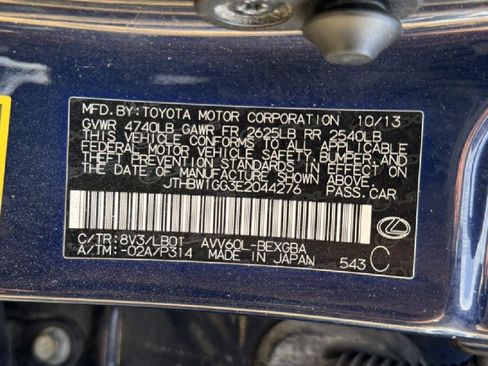 MFD.BY:TOYOTA MOTOR CORPORATION 10/13
GVWR 4740LB GAWR FR 2625LB RR 2540LB
THIS VEHICLE CONFORMS TO ALL APPLICABLE
FEDERAL MOTOR VEHICLE SAFETY, BUMPER, AND
THEFT PREVENTION STANDARDS IN EFFECT ON
THE DATE OF MANUFACTURE SHOWN ABOVE.
JTHBW1GG3E2044276 PASS.CAR
C/TR:8V3/LB01 AVV60L-BEXGBA
A/TM:-02A/P314 MADE IN JAPAN 543 C